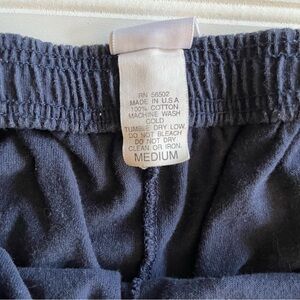 RN 56502
MADE IN U.S.A
100% COTTON
MACHINE WASH
COLD
TUMBLE DRY LOW.
DO NOT BLEACH
DO NOT DRY
CLEAN OR IRON.
MEDIUM